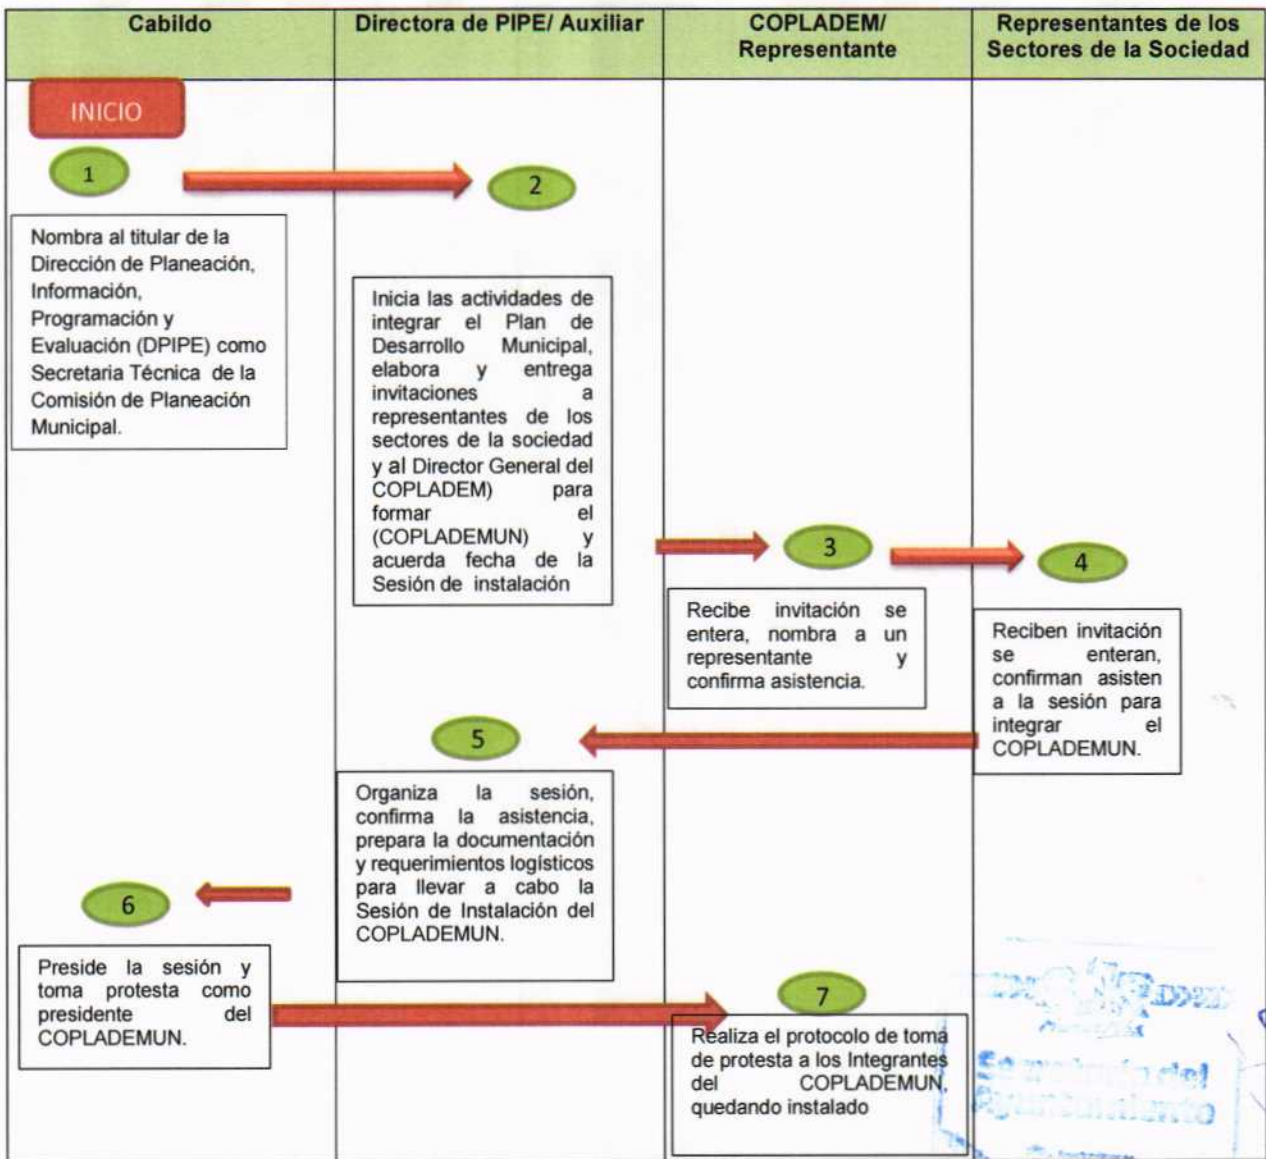 Cabildo
Directora de PIPE/ Auxiliar
COPLADEM/
Representante
Representantes de los
Sectores de la Sociedad
INICIO
1
2
Nombra al titular de la
Dirección de Planeación,
Información,
Programación y
Evaluación (DPIPE) como
Secretaria Técnica de la
Comisión de Planeación
Municipal.
Inicia las actividades de
integrar el Plan de
Desarrollo Municipal,
elabora y entrega
invitaciones a
representantes de los
sectores de la sociedad
y al Director General del
COPLADEM) para
formar el
(COPLADEMUN) y
acuerda fecha de la
Sesión de instalación
3
4
Recibe invitación se
entera, nombra a un
representante y
confirma asistencia.
Reciben invitación
se enteran,
confirman asisten
a la sesión para
integrar el
COPLADEMUN.
5
Organiza la sesión,
confirma la asistencia,
prepara la documentación
y requerimientos logísticos
para llevar a cabo la
Sesión de Instalación del
COPLADEMUN.
6
Preside la sesión y
toma protesta como
presidente del
COPLADEMUN.
7
Realiza el protocolo de toma
de protesta a los Integrantes
del COPLADEMUN,
quedando instalado